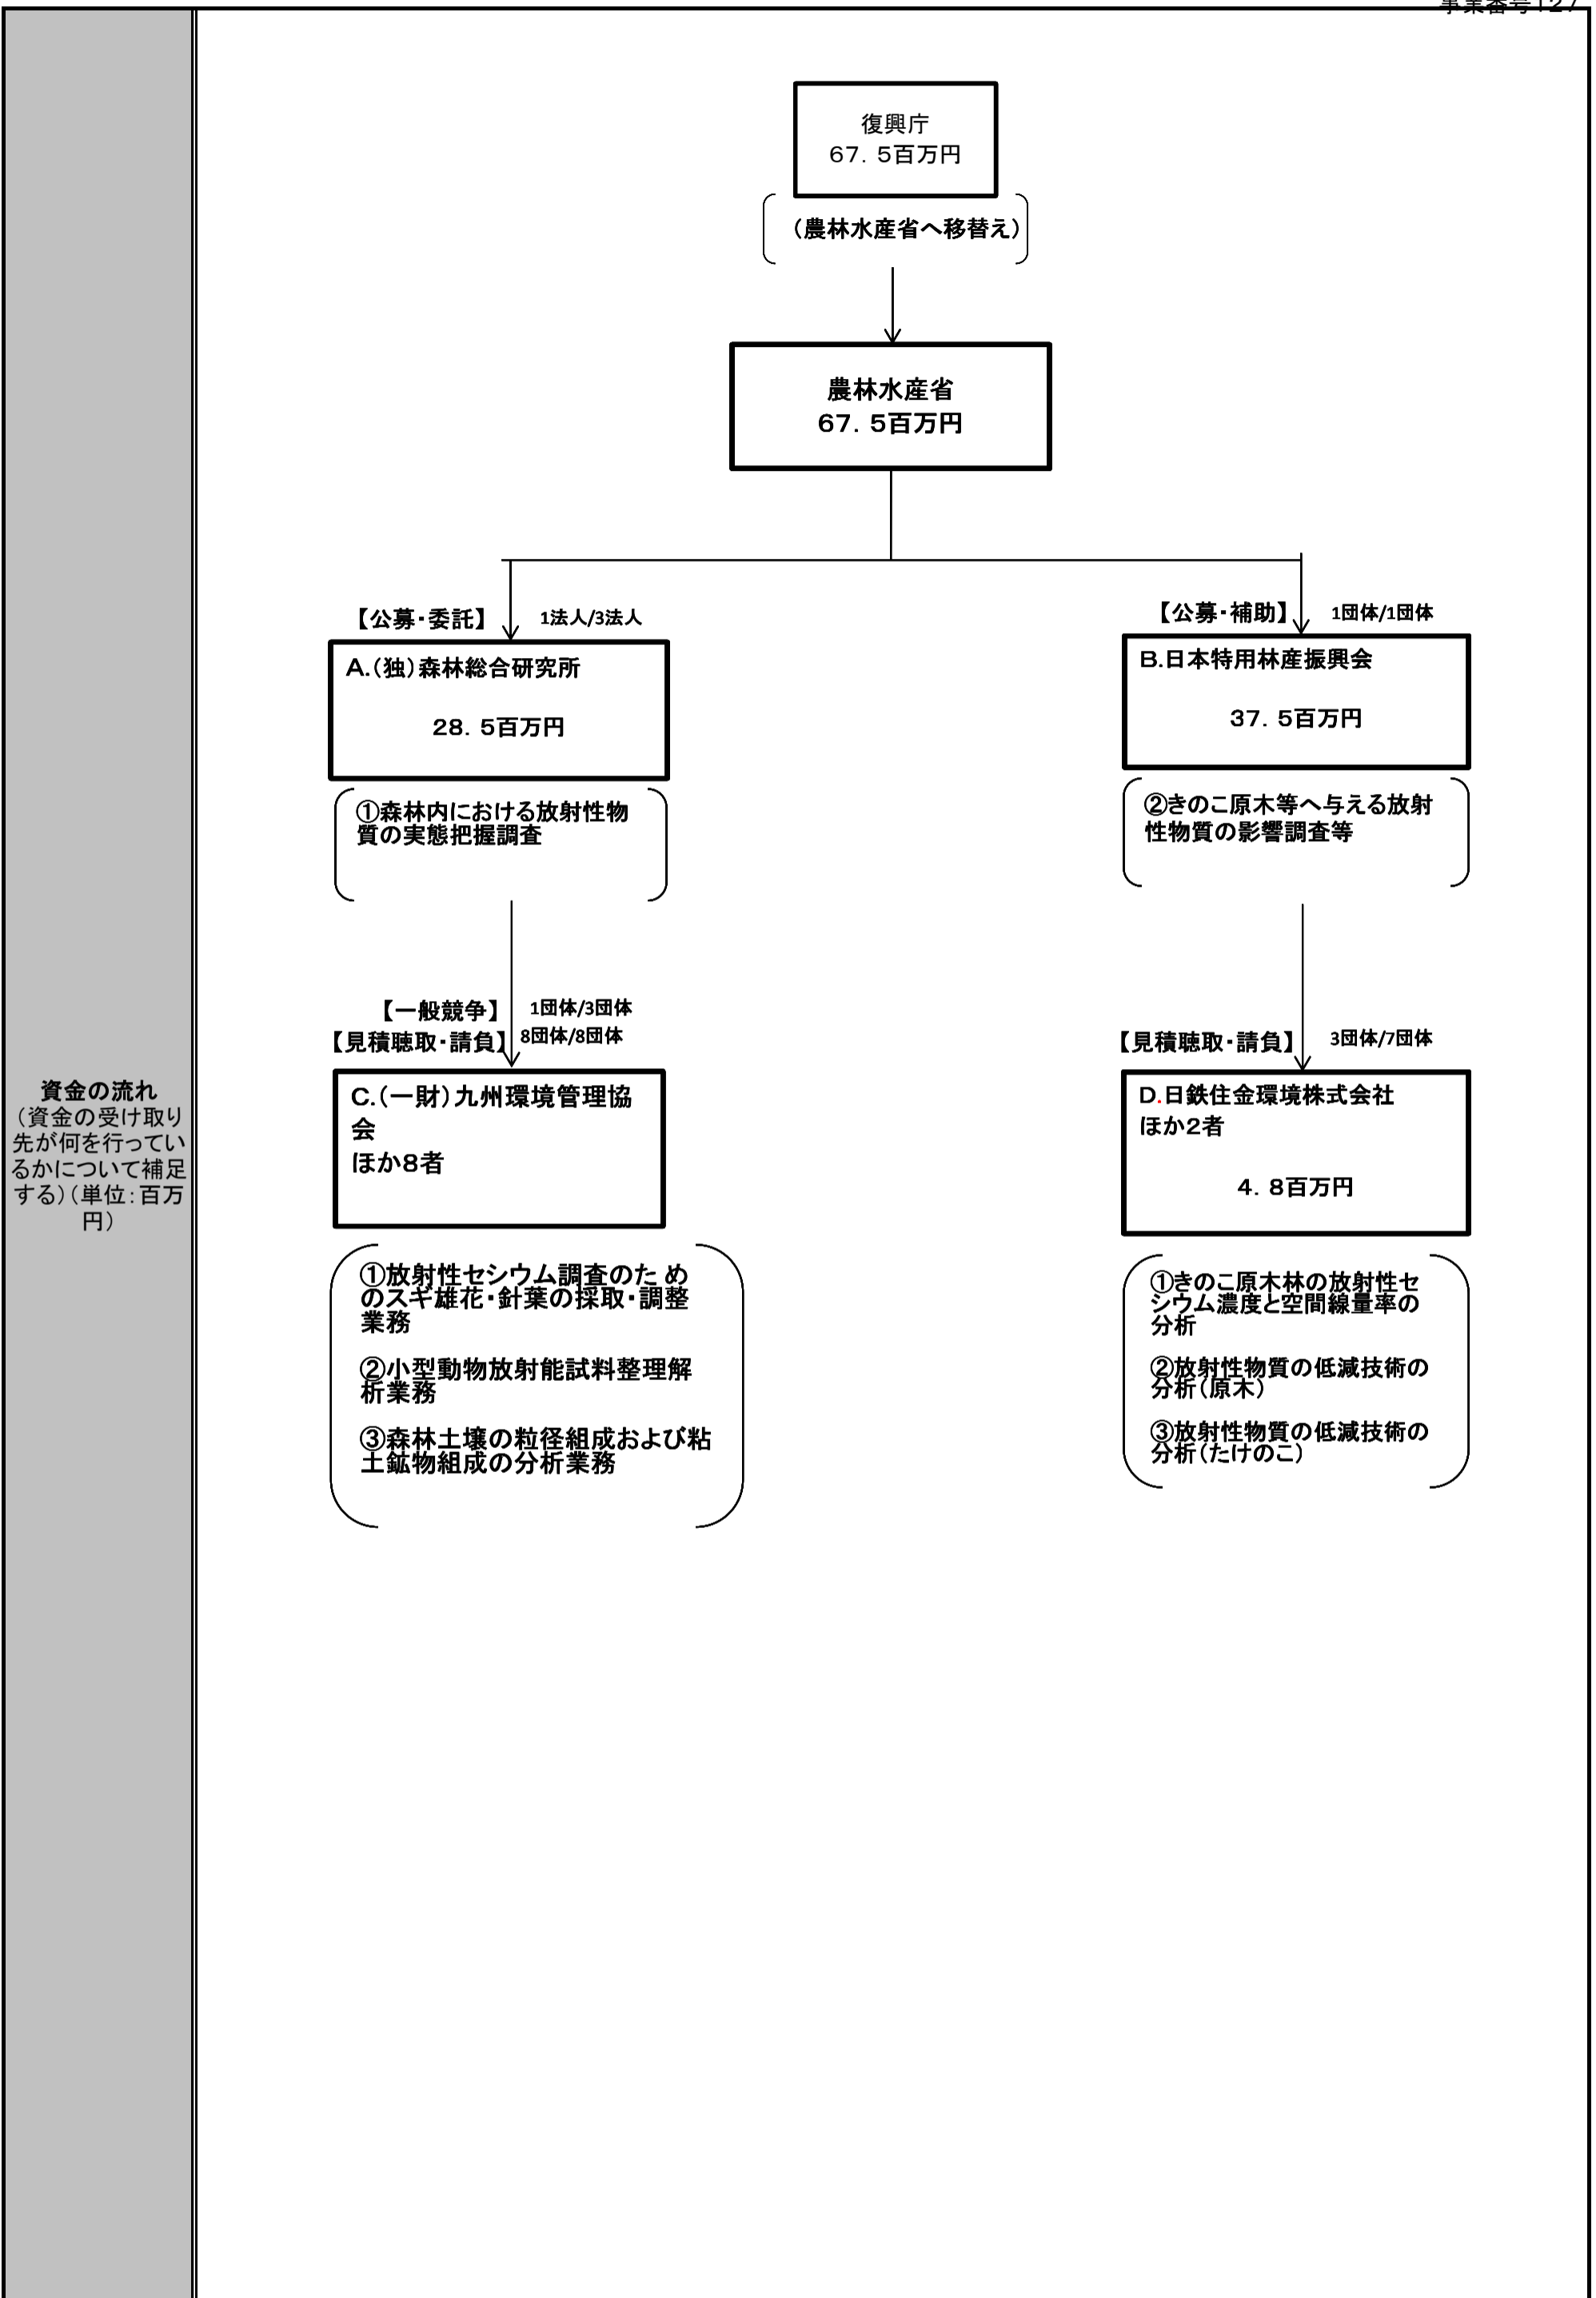 事業番号127
復興庁
67．5百万円
（農林水産省へ移替え）
農林水産省
67．5百万円
【公募・委託】 1法人/3法人
A.（独）森林総合研究所
28．5百万円
①森林内における放射性物
質の実態把握調査
【公募・補助】 1団体/1団体
B.日本特用林産振興会
37．5百万円
②きのこ原木等へ与える放射
性物質の影響調査等
【一般競争】 1団体/3団体
【見積聴取・請負】 8団体/8団体
C.（一財）九州環境管理協
会
ほか8者
①放射性セシウム調査のため
のスギ雄花・針葉の採取・調整
業務
②小型動物放射能試料整理解
析業務
③森林土壌の粒径組成および粘
土鉱物組成の分析業務
【見積聴取・請負】 3団体/7団体
D.日鉄住金環境株式会社
ほか2者
4．8百万円
①きのこ原木林の放射性セ
シウム濃度と空間線量率の
分析
②放射性物質の低減技術の
分析（原木）
③放射性物質の低減技術の
分析（たけのこ）
資金の流れ
（資金の受け取り
先が何を行ってい
るかについて補足
する）（単位：百万
円）